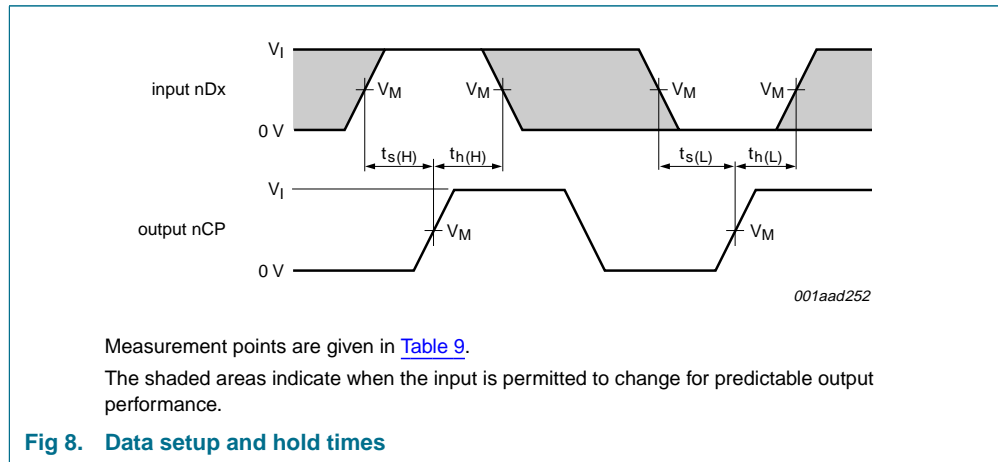 V_I
input nDx
V_M V_M V_M V_M
0 V
t_s(H) t_h(H) t_s(L) t_h(L)
V_I
output nCP
V_M V_M
0 V
001aad252
Measurement points are given in Table 9.
The shaded areas indicate when the input is permitted to change for predictable output
performance.
Fig 8. Data setup and hold times